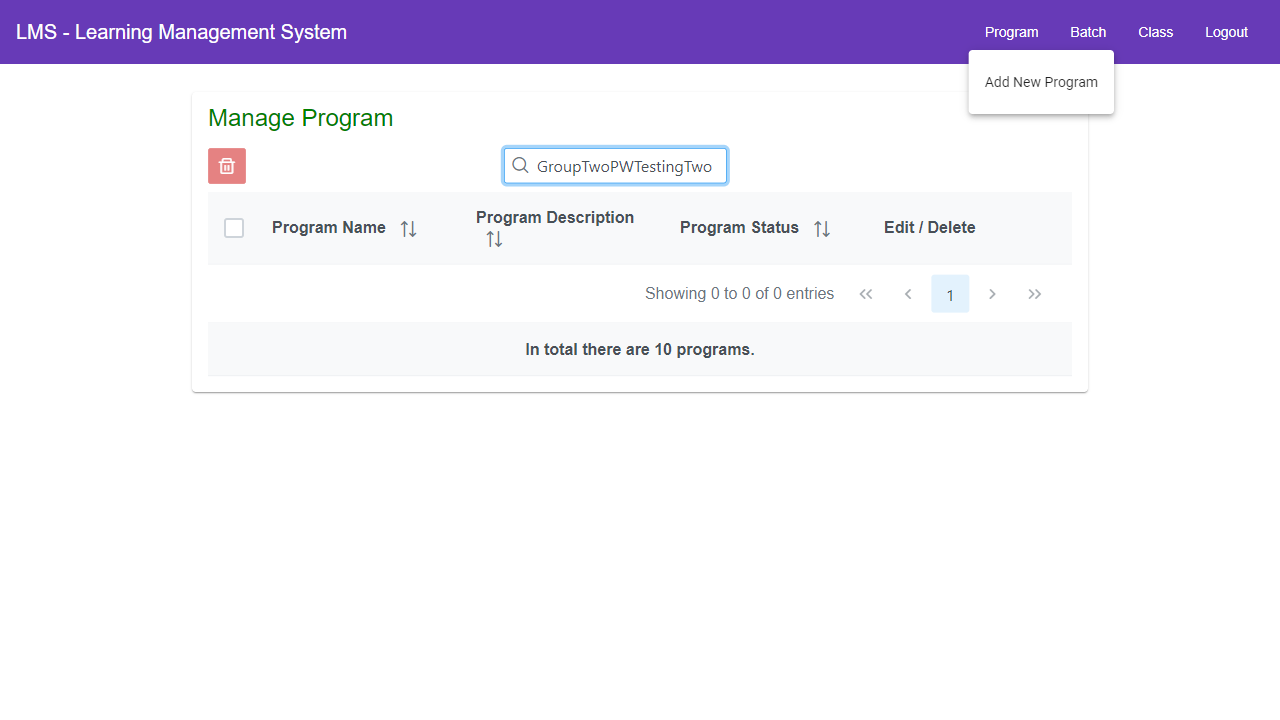 LMS - Learning Management System
Program Batch Class Logout
Add New Program
Manage Program
GroupTwoPWTestingTwo
Program Name Program Description Program Status Edit / Delete
Showing 0 to 0 of 0 entries 1
In total there are 10 programs.